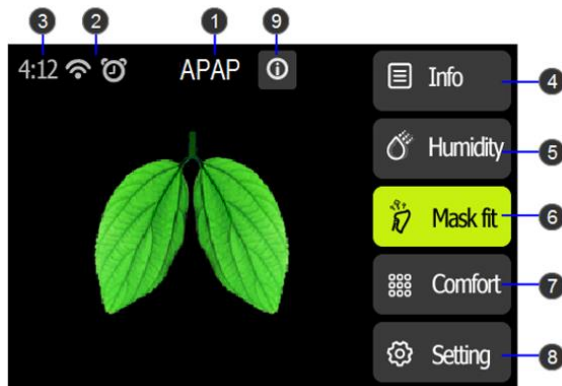 3 2 1 9
4:12 APAP
Info 4
Humidity 5
Mask fit 6
Comfort 7
Setting 8